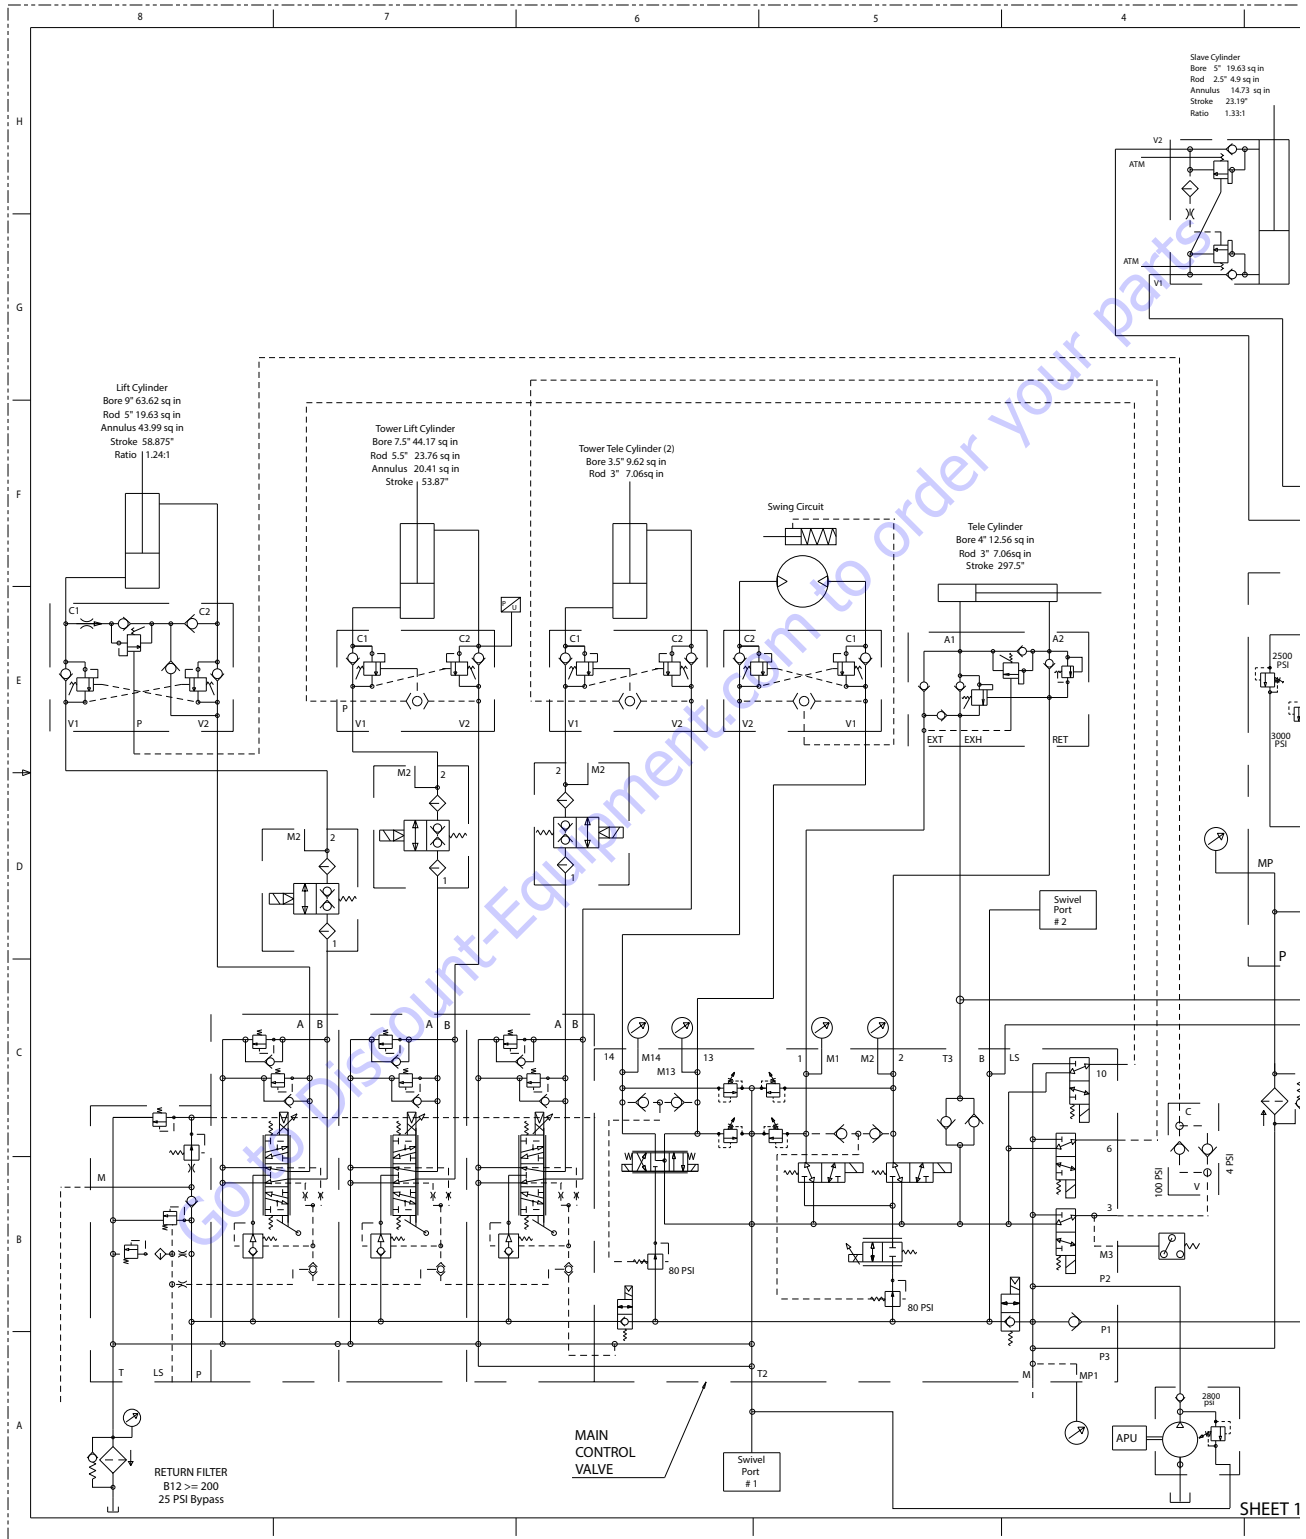 8 7 6 5 4
Slave Cylinder
Bore 5" 19.63 sq in
Rod 2.5" 4.9 sq in
Annulus 14.73 sq in
Stroke 23.19"
Ratio 1.33:1
H
V2
ATM
ATM
V1
G
Lift Cylinder
Bore 9" 63.62 sq in
Rod 5" 19.63 sq in
Annulus 43.99 sq in
Stroke 58.875"
Ratio 1.24:1
Tower Lift Cylinder
Bore 7.5" 44.17 sq in
Rod 5.5" 23.76 sq in
Annulus 20.41 sq in
Stroke 53.87"
Tower Tele Cylinder (2)
Bore 3.5" 9.62 sq in
Rod 3" 7.06sq in
F
Swing Circuit
Tele Cylinder
Bore 4" 12.56 sq in
Rod 3" 7.06sq in
Stroke 297.5"
P
U
C1 C2
C1 C2 C1 C2 C2 C1 A1 A2
2500
PSI
E
P
V1 P V2 V1 V2 V1 V2 V2 V1 EXT EXH RET
3000
PSI
M2 2 2 M2
M2 2
D
MP
1 1
Swivel
Port
# 2
1
P
A B A B A B
C
14 M14 M13 13 1 M1 M2 2 T3 B LS
10
C
6
100 PSI
4 PSI
M
V
3
B
M3
80 PSI
P2
80 PSI
P1
P3
T LS P T2 M MP1
2800
psi
A
MAIN
CONTROL
VALVE
APU
RETURN FILTER
B12 >= 200
25 PSI Bypass
Swivel
Port
# 1
SHEET 1
Go to Discount-Equipment.com to order your parts